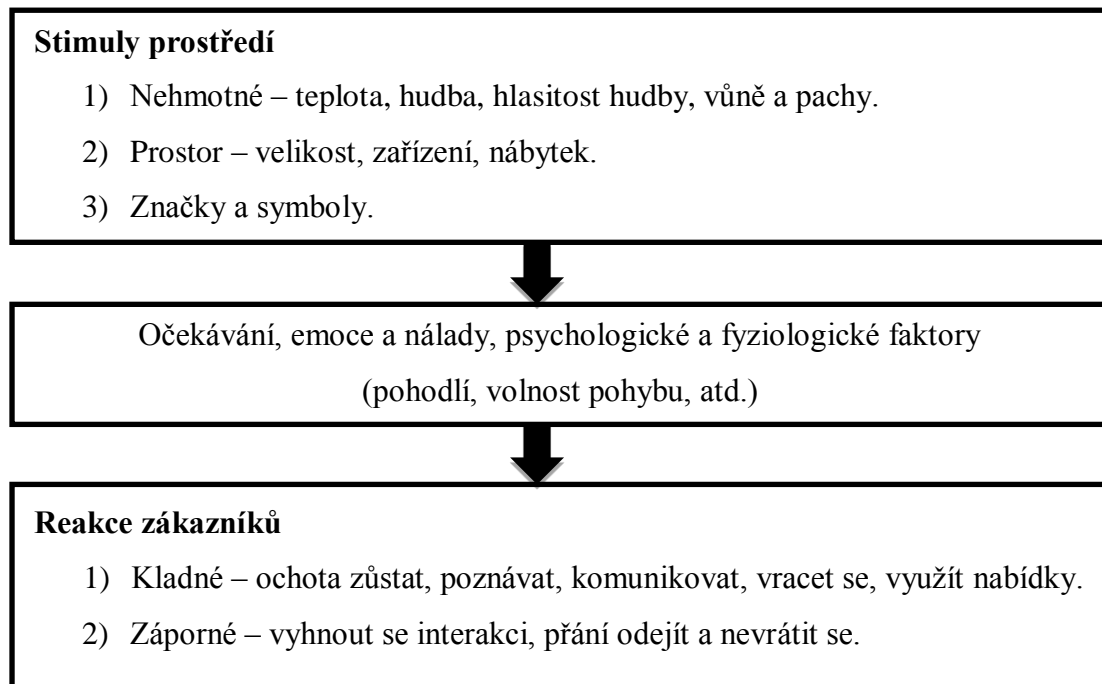 Stimuly prostředí
1) Nehmotné – teplota, hudba, hlasitost hudby, vůně a pachy.
2) Prostor – velikost, zařízení, nábytek.
3) Značky a symboly.
Očekávání, emoce a nálady, psychologické a fyziologické faktory
(pohodlí, volnost pohybu, atd.)
Reakce zákazníků
1) Kladné – ochota zůstat, poznávat, komunikovat, vracet se, využít nabídky.
2) Záporné – vyhnout se interakci, přání odejít a nevrátit se.